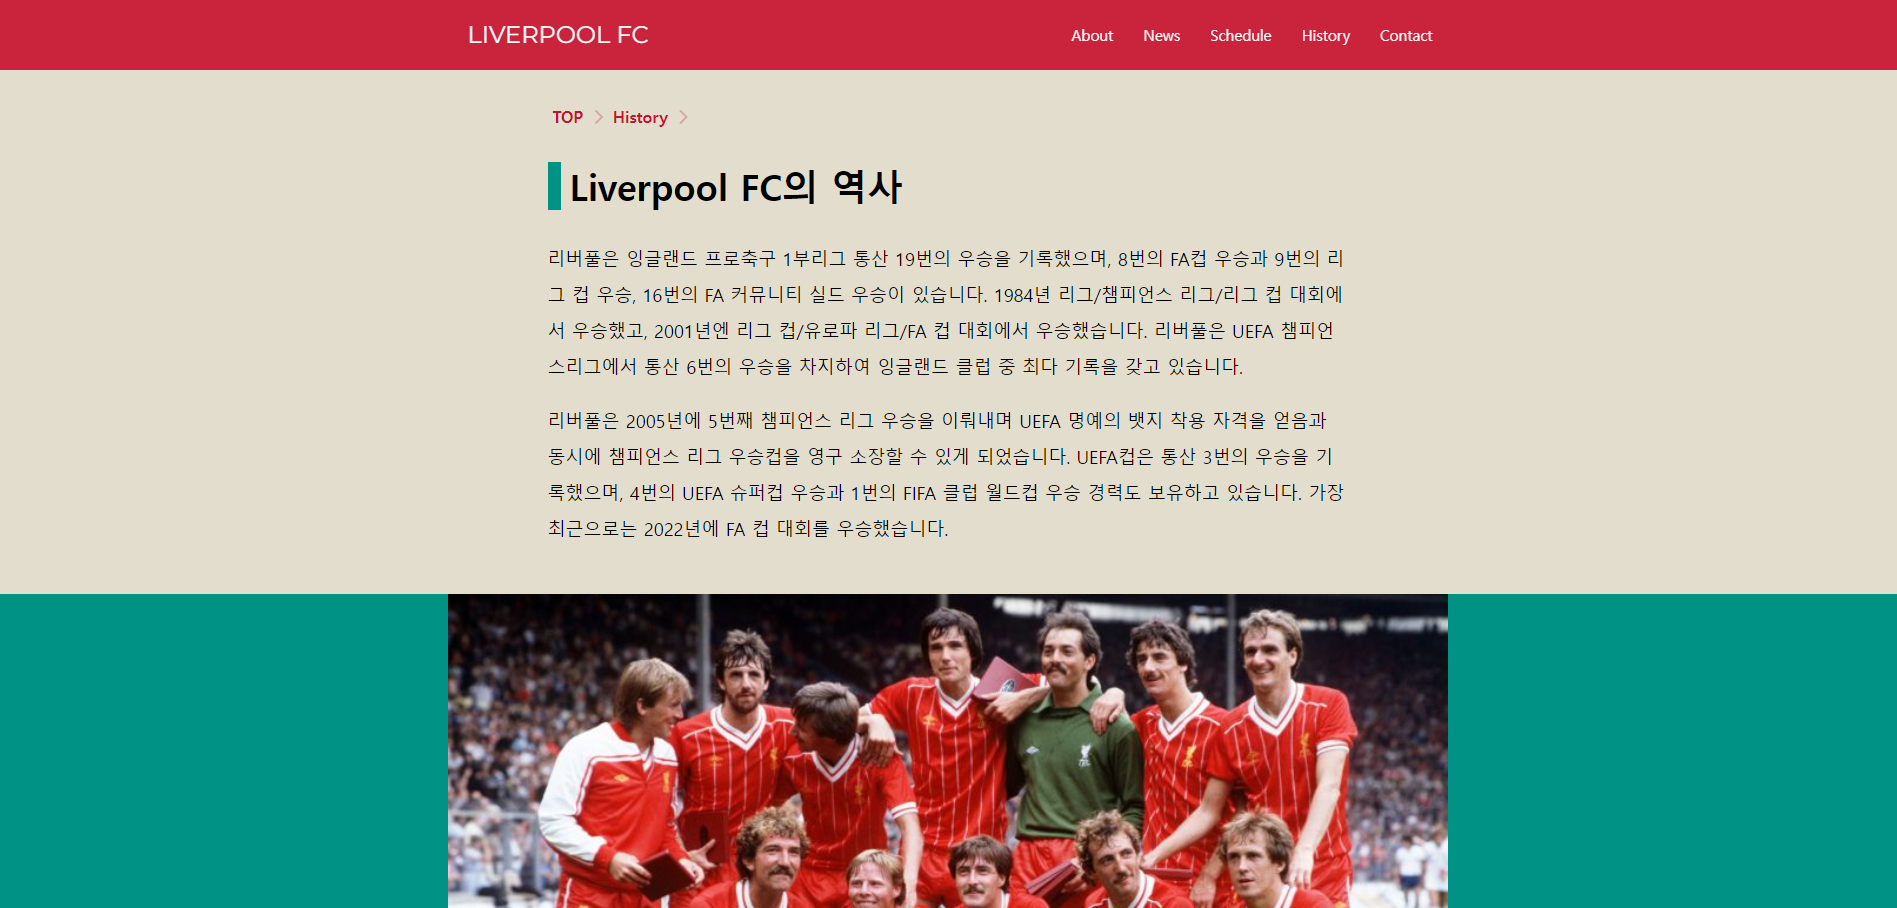 LIVERPOOL FC
About News Schedule History Contact
TOP History
Liverpool FC의 역사
리버풀은 잉글랜드 프로축구 1부리그 통산 19번의 우승을 기록했으며, 8번의 FA컵 우승과 9번의 리
그 컵 우승, 16번의 FA 커뮤니티 실드 우승이 있습니다. 1984년 리그/챔피언스 리그/리그 컵 대회에
서 우승했고, 2001년엔 리그 컵/유로파 리그/FA 컵 대회에서 우승했습니다. 리버풀은 UEFA 챔피언
스리그에서 통산 6번의 우승을 차지하여 잉글랜드 클럽 중 최다 기록을 갖고 있습니다.
리버풀은 2005년에 5번째 챔피언스 리그 우승을 이뤄내며 UEFA 명예의 뱃지 착용 자격을 얻음과
동시에 챔피언스 리그 우승컵을 영구 소장할 수 있게 되었습니다. UEFA컵은 통산 3번의 우승을 기
록했으며, 4번의 UEFA 슈퍼컵 우승과 1번의 FIFA 클럽 월드컵 우승 경력도 보유하고 있습니다. 가장
최근으로는 2022년에 FA 컵 대회를 우승했습니다.